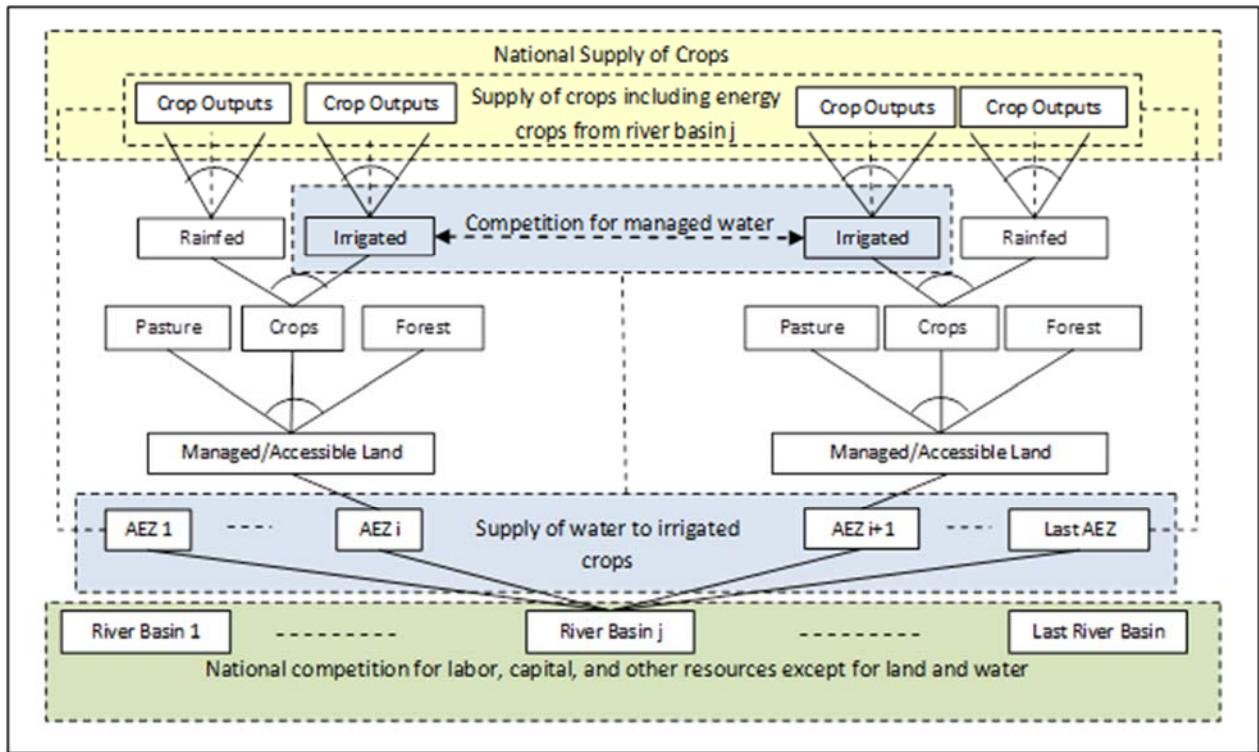 National Supply of Crops
Crop Outputs
Crop Outputs
Supply of crops including energy
crops from river basin j
Crop Outputs
Crop Outputs
Rainfed
Irrigated
Competition for managed water
Irrigated
Rainfed
Pasture
Crops
Forest
Pasture
Crops
Forest
Managed/Accessible Land
Managed/Accessible Land
AEZ 1
AEZ i
Supply of water to irrigated
crops
AEZ i+1
Last AEZ
River Basin 1
River Basin j
Last River Basin
National competition for labor, capital, and other resources except for land and water